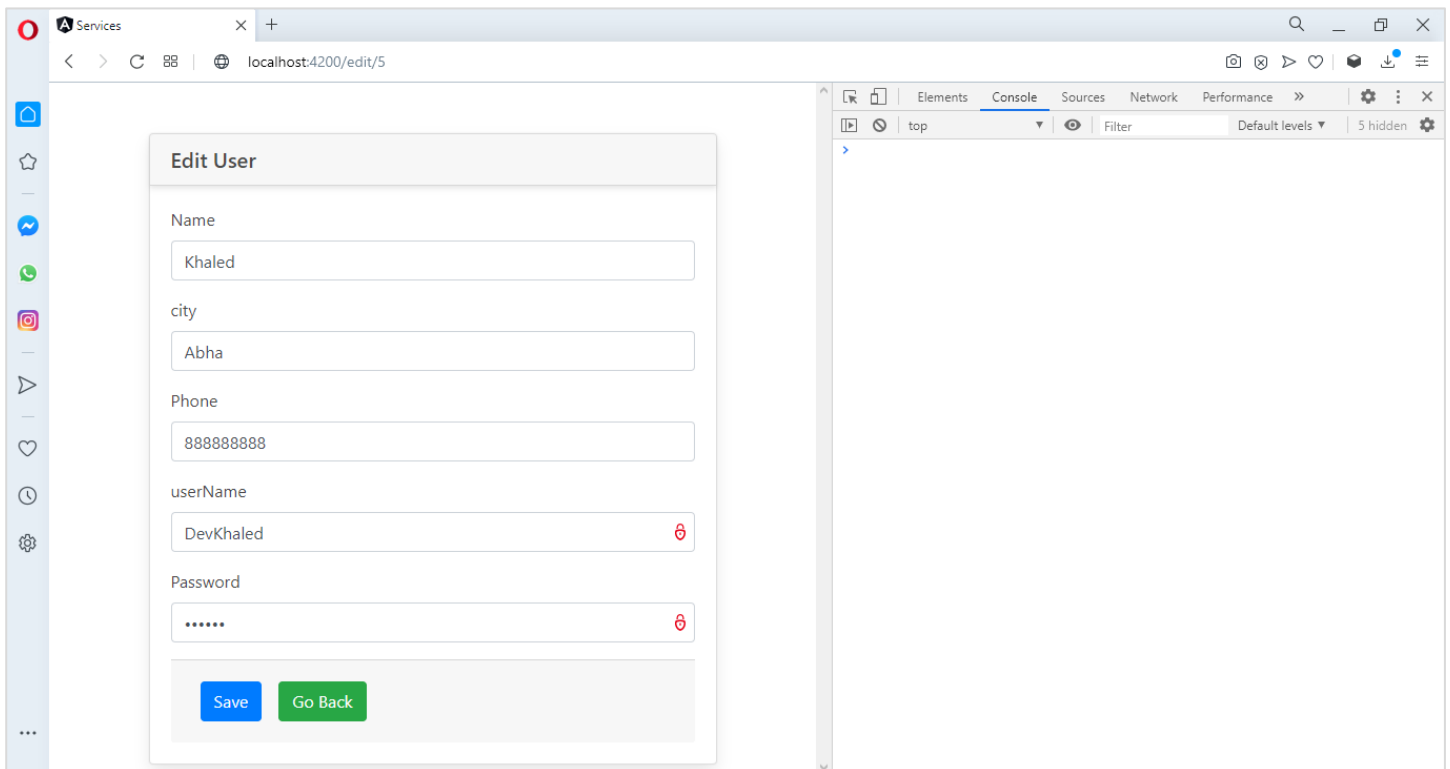 Services
localhost:4200/edit/5
Elements Console Sources Network Performance »
top Filter Default levels ▼ 5 hidden
Edit User
Name
Khaled
city
Abha
Phone
888888888
userName
DevKhaled
Password
••••••
Save Go Back